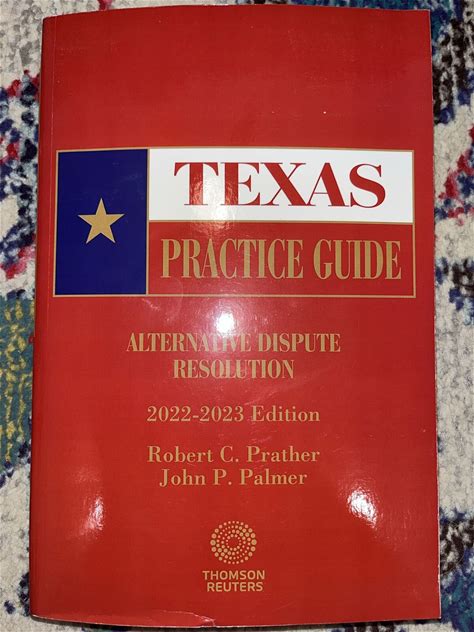 TEXAS
PRACTICE GUIDE
ALTERNATIVE DISPUTE
RESOLUTION
2022-2023 Edition
Robert C. Prather
John P. Palmer
THOMSON
REUTERS